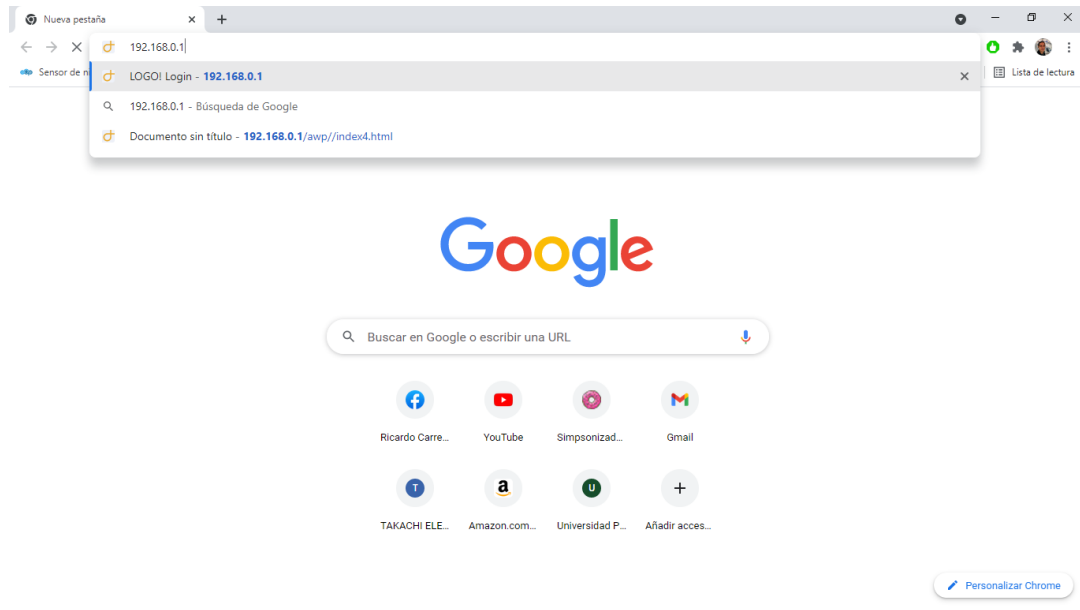 Nueva pestaña
192.168.0.1
Sensor de n
Lista de lectura
LOGO! Login - 192.168.0.1
192.168.0.1 - Búsqueda de Google
Documento sin título - 192.168.0.1/awp//index4.html
Google
Buscar en Google o escribir una URL
Ricardo Carre...
YouTube
Simpsonizad...
Gmail
T
a
U
TAKACHI ELE...
Amazon.com...
Universidad P...
Añadir acces...
Personalizar Chrome